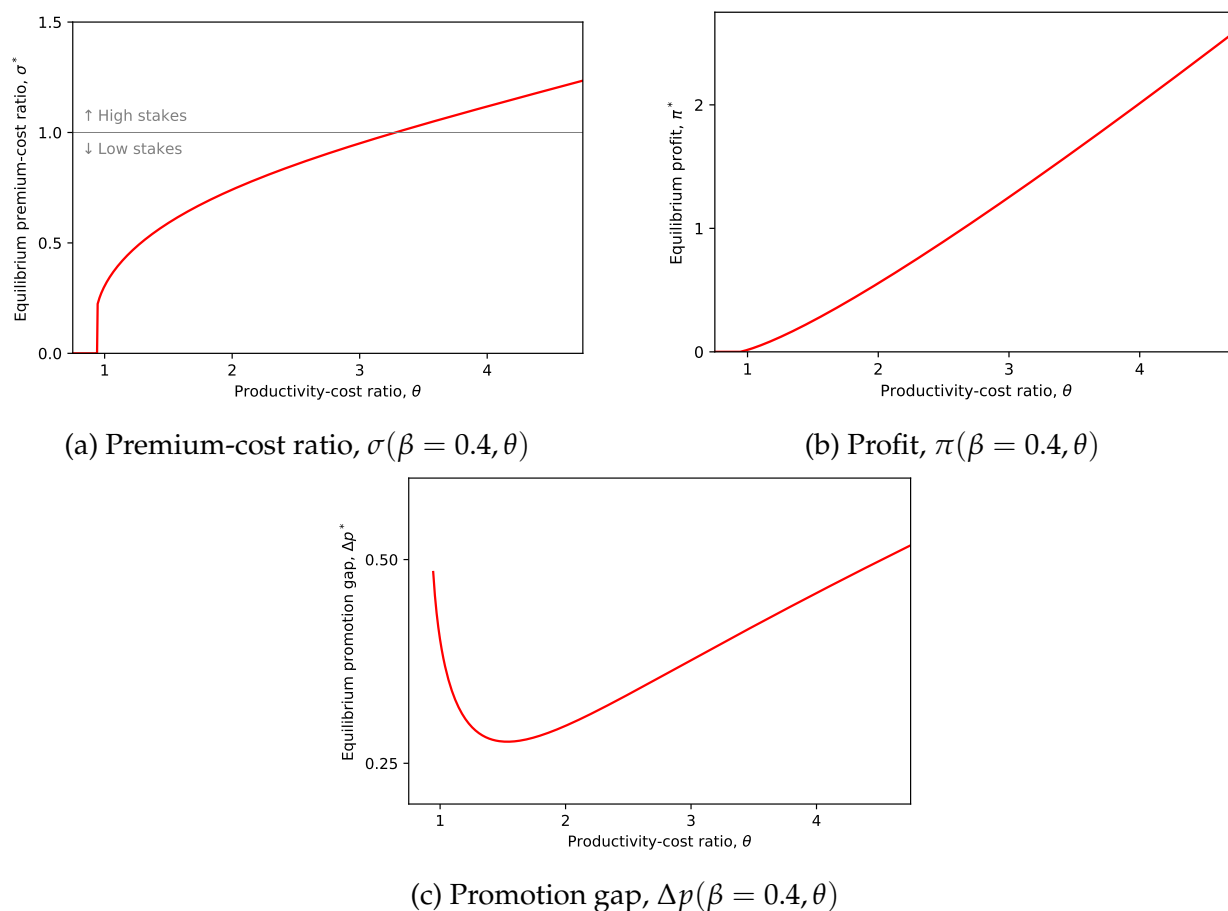 Equilibrium premium-cost ratio, σ*
1.5
1.0
0.5
0.0
↑ High stakes
↓ Low stakes
1 2 3 4
Productivity-cost ratio, θ
(a) Premium-cost ratio, σ(β = 0.4, θ)
Equilibrium profit, π*
2
1
0
1 2 3 4
Productivity-cost ratio, θ
(b) Profit, π(β = 0.4, θ)
Equilibrium promotion gap, Δp*
0.50
0.25
1 2 3 4
Productivity-cost ratio, θ
(c) Promotion gap, Δp(β = 0.4, θ)